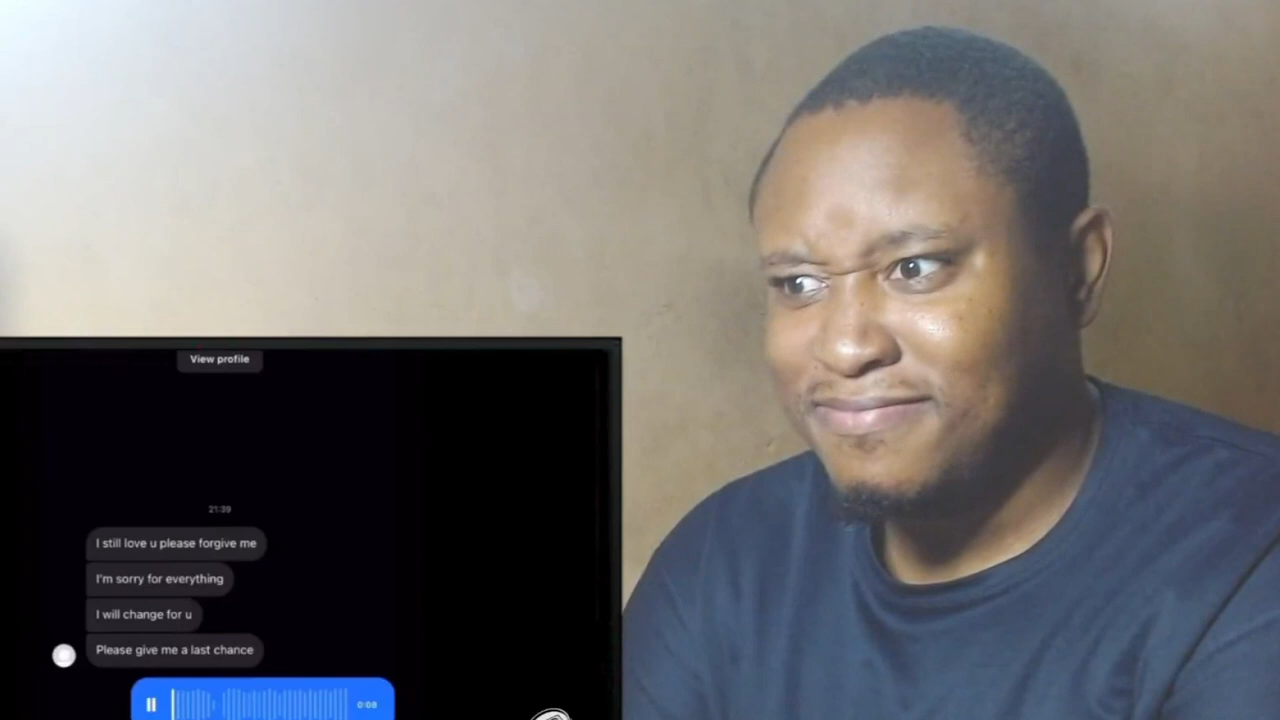 View profile
21:39
I still love u please forgive me
I'm sorry for everything
I will change for u
Please give me a last chance
0:08